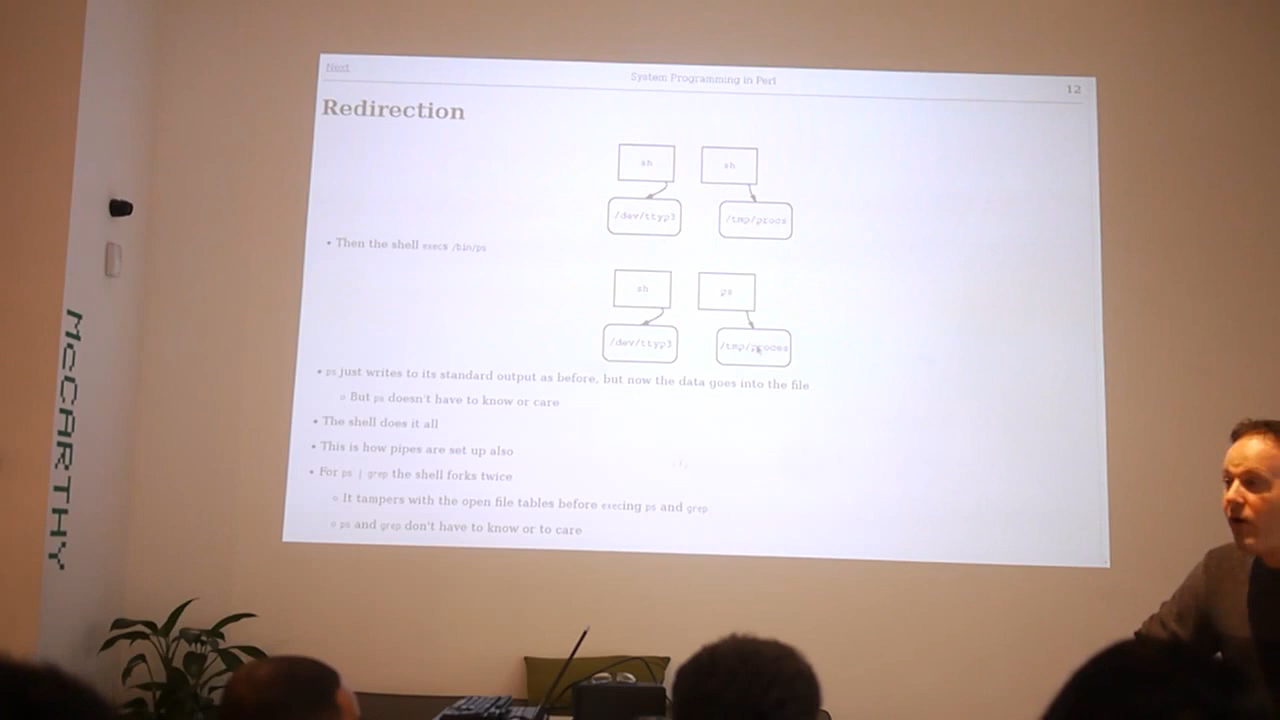 Next
System Programming in Perl
12
Redirection
sh
sh
/dev/ttyp3
/tmp/procs
• Then the shell execs /bin/ps
sh
ps
/dev/ttyp3
/tmp/procs
• ps just writes to its standard output as before, but now the data goes into the file
○ But ps doesn't have to know or care
• The shell does it all
• This is how pipes are set up also
• For ps | grep the shell forks twice
○ It tampers with the open file tables before execing ps and grep
○ ps and grep don't have to know or to care
McCARTHY